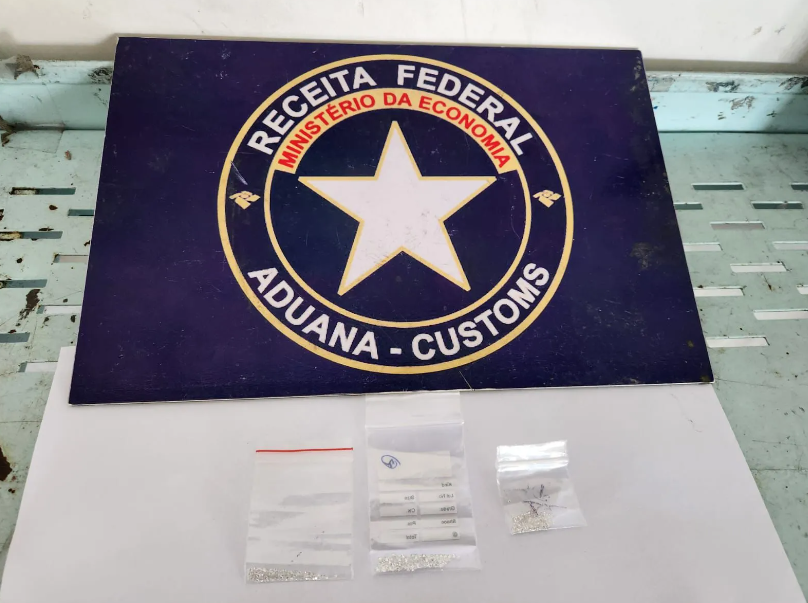 RECEITA FEDERAL
MINISTÉRIO DA ECONOMIA
ADUANA - CUSTOMS